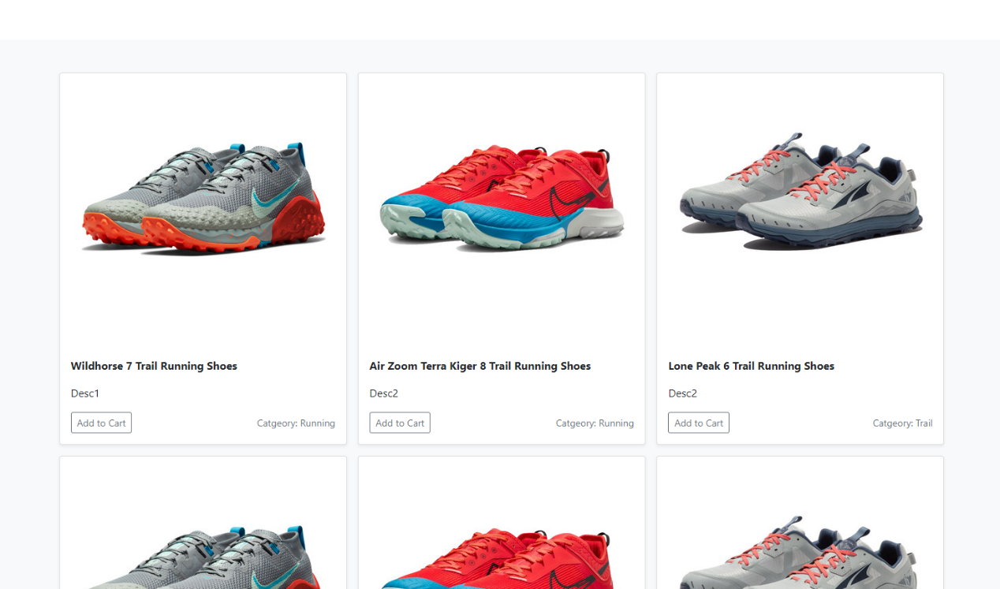 Wildhorse 7 Trail Running Shoes
Desc1
Add to Cart
Catgeory: Running
Air Zoom Terra Kiger 8 Trail Running Shoes
Desc2
Add to Cart
Catgeory: Running
Lone Peak 6 Trail Running Shoes
Desc2
Add to Cart
Catgeory: Trail